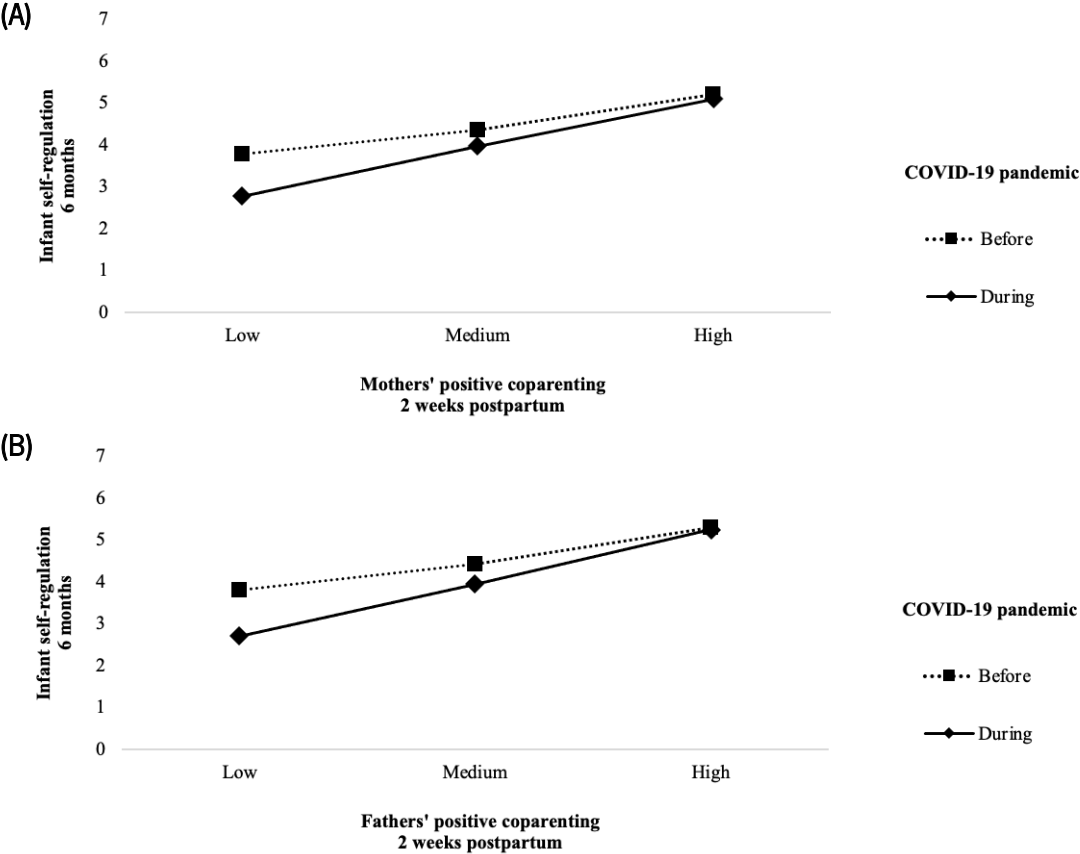 (A)
7
6
5
4
3
2
1
0
Infant self-regulation
6 months
Low Medium High
Mothers' positive coparenting
2 weeks postpartum
COVID-19 pandemic
Before
During
(B)
7
6
5
4
3
2
1
0
Infant self-regulation
6 months
Low Medium High
Fathers' positive coparenting
2 weeks postpartum
COVID-19 pandemic
Before
During